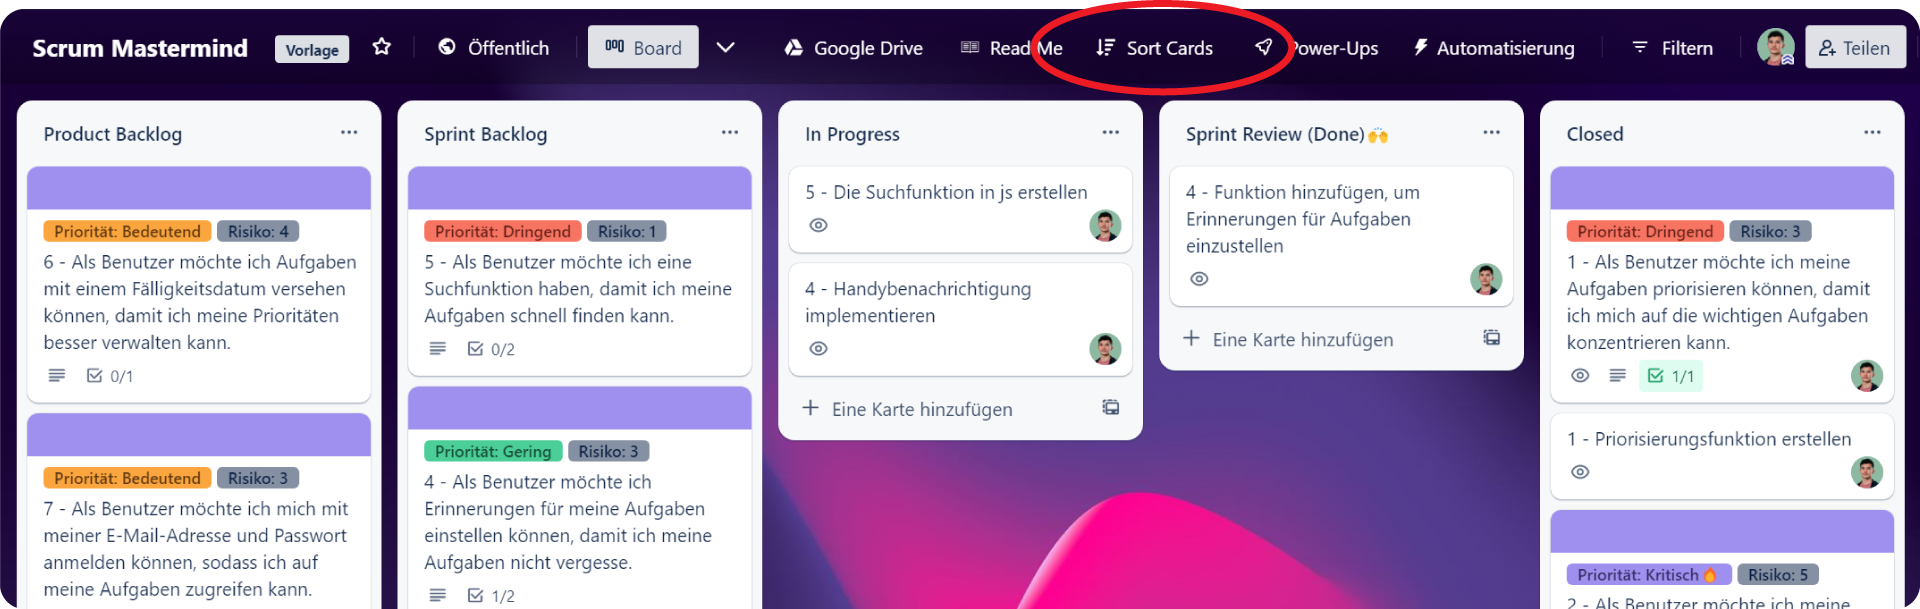 Scrum Mastermind Vorlage Öffentlich Board Google Drive Read Me Sort Cards Power-Ups Automatisierung Filtern Teilen
Product Backlog
Priorität: Bedeutend Risiko: 4
6 - Als Benutzer möchte ich Aufgaben
mit einem Fälligkeitsdatum versehen
können, damit ich meine Prioritäten
besser verwalten kann.
0/1
Priorität: Bedeutend Risiko: 3
7 - Als Benutzer möchte ich mich mit
meiner E-Mail-Adresse und Passwort
anmelden können, sodass ich auf
meine Aufgaben zugreifen kann.
Sprint Backlog
Priorität: Dringend Risiko: 1
5 - Als Benutzer möchte ich eine
Suchfunktion haben, damit ich meine
Aufgaben schnell finden kann.
0/2
Priorität: Gering Risiko: 3
4 - Als Benutzer möchte ich
Erinnerungen für meine Aufgaben
einstellen können, damit ich meine
Aufgaben nicht vergesse.
1/2
In Progress
5 - Die Suchfunktion in js erstellen
4 - Handybenachrichtigung
implementieren
Eine Karte hinzufügen
Sprint Review (Done)🙌
4 - Funktion hinzufügen, um
Erinnerungen für Aufgaben
einzustellen
Eine Karte hinzufügen
Closed
Priorität: Dringend Risiko: 3
1 - Als Benutzer möchte ich meine
Aufgaben priorisieren können, damit
ich mich auf die wichtigen Aufgaben
konzentrieren kann.
1/1
1 - Priorisierungsfunktion erstellen
Priorität: Kritisch🔥 Risiko: 5
2 - Als Benutzer möchte ich meine